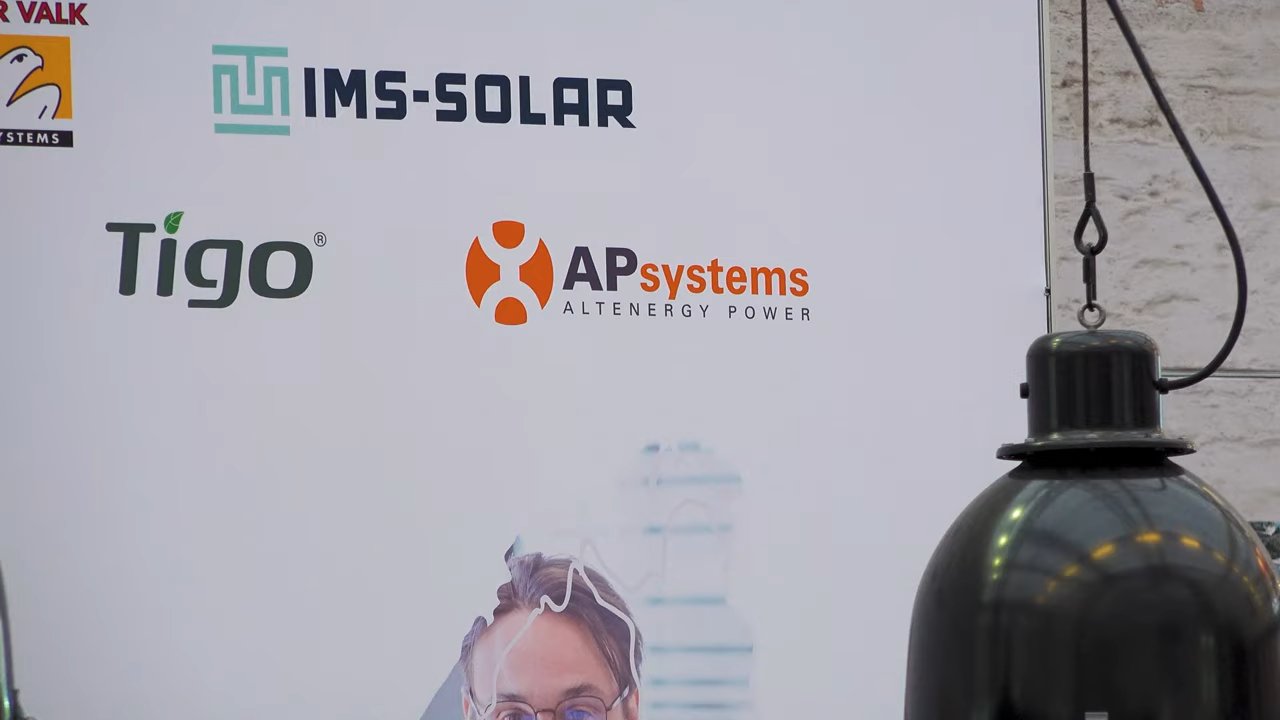 R VALK
YSTEMS
IMS-SOLAR
Tigo®
APsystems
ALTENERGY POWER